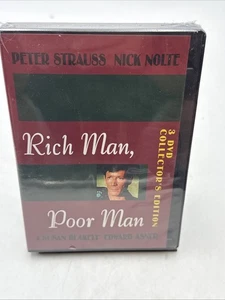 PETER STRAUSS NICK NOLTE
3 DVD
COLLECTOR'S EDITION
Rich Man,
Poor Man